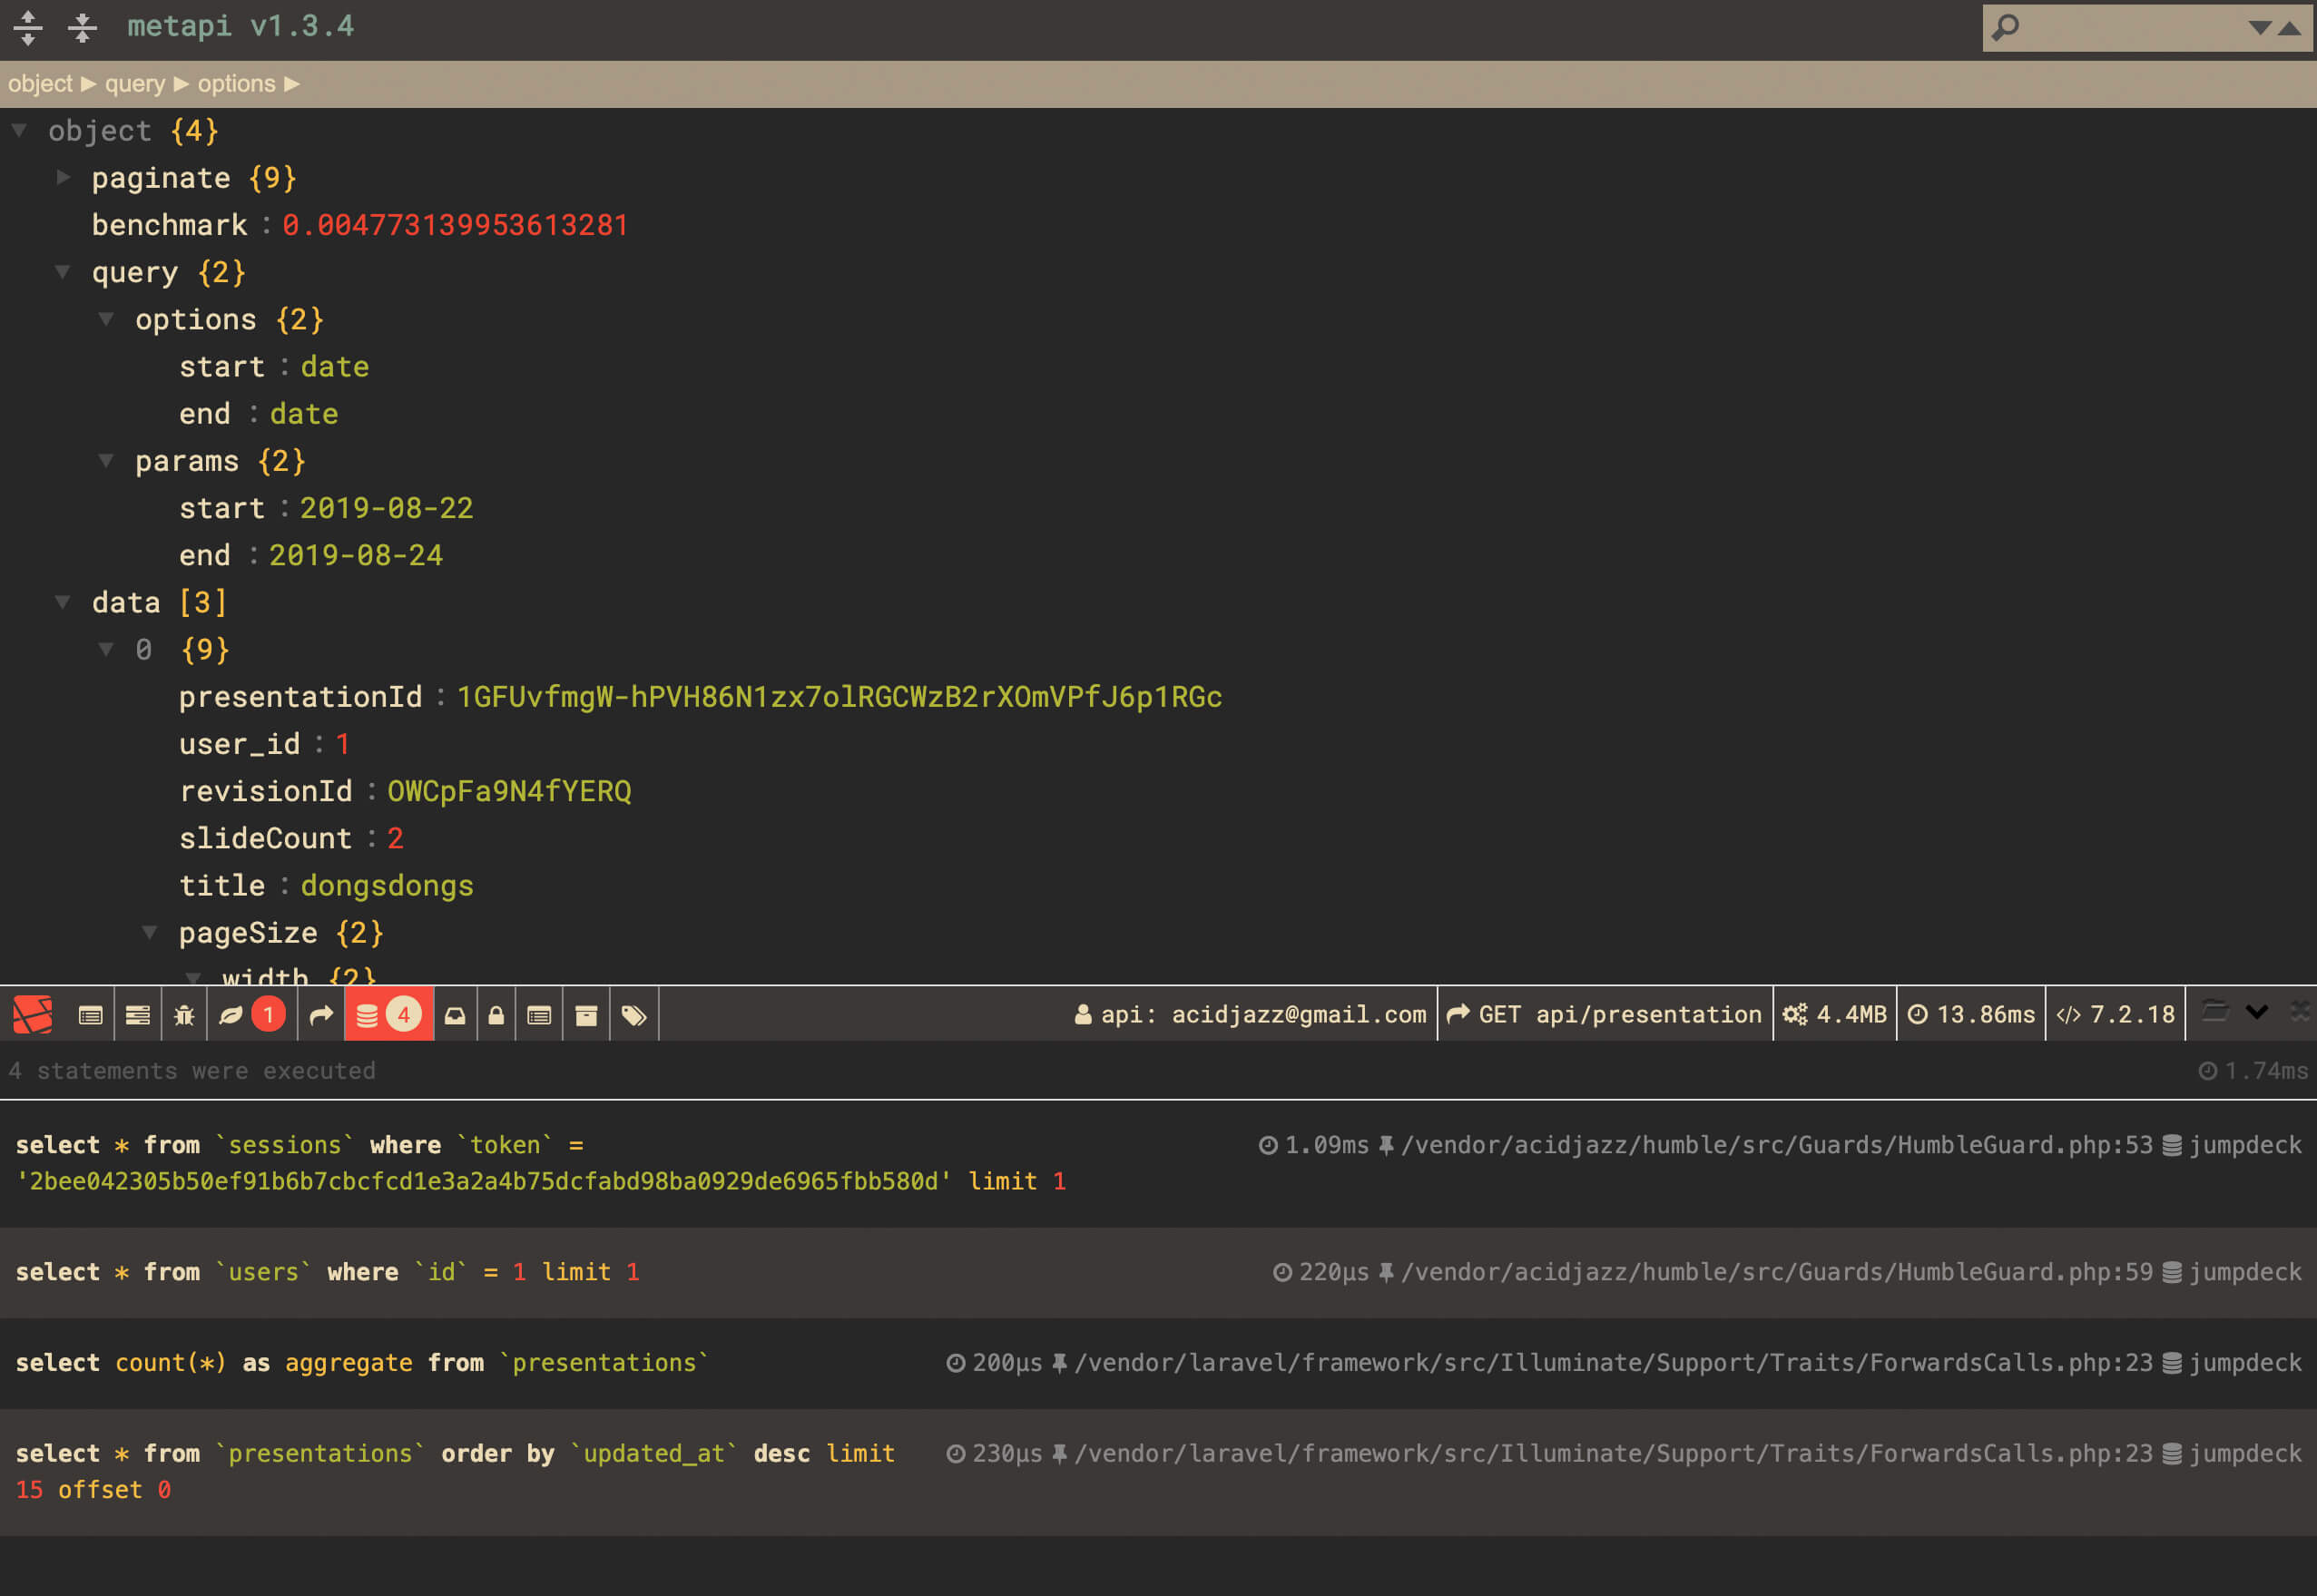 metapi v1.3.4
object ▶ query ▶ options ▶
object {4}
paginate {9}
benchmark : 0.004773139953613281
query {2}
options {2}
start : date
end : date
params {2}
start : 2019-08-22
end : 2019-08-24
data [3]
0 {9}
presentationId : 1GFUvfmgW-hPVH86N1zx7olRGCWzB2rXOmVPfJ6p1RGc
user_id : 1
revisionId : OWCpFa9N4fYERQ
slideCount : 2
title : dongsdongs
pageSize {2}
width {2}
1 4 api: acidjazz@gmail.com GET api/presentation 4.4MB 13.86ms </> 7.2.18
4 statements were executed 1.74ms
select * from `sessions` where `token` = 1.09ms /vendor/acidjazz/humble/src/Guards/HumbleGuard.php:53 jumpdeck
'2bee042305b50ef91b6b7cbcfcd1e3a2a4b75dcfabd98ba0929de6965fbb580d' limit 1
select * from `users` where `id` = 1 limit 1 220μs /vendor/acidjazz/humble/src/Guards/HumbleGuard.php:59 jumpdeck
select count(*) as aggregate from `presentations` 200μs /vendor/laravel/framework/src/Illuminate/Support/Traits/ForwardsCalls.php:23 jumpdeck
select * from `presentations` order by `updated_at` desc limit 230μs /vendor/laravel/framework/src/Illuminate/Support/Traits/ForwardsCalls.php:23 jumpdeck
15 offset 0